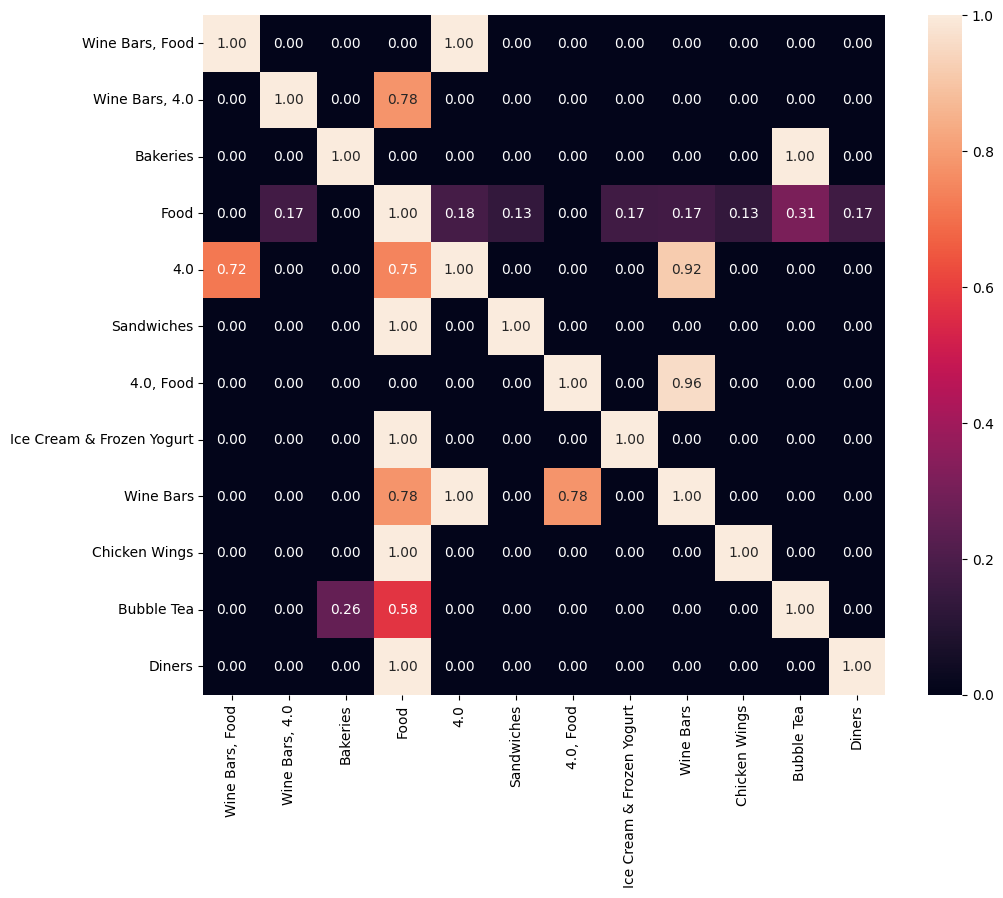 Wine Bars, Food 1.00 0.00 0.00 0.00 1.00 0.00 0.00 0.00 0.00 0.00 0.00 0.00
Wine Bars, 4.0 0.00 1.00 0.00 0.78 0.00 0.00 0.00 0.00 0.00 0.00 0.00 0.00
Bakeries 0.00 0.00 1.00 0.00 0.00 0.00 0.00 0.00 0.00 0.00 1.00 0.00
Food 0.00 0.17 0.00 1.00 0.18 0.13 0.00 0.17 0.17 0.13 0.31 0.17
4.0 0.72 0.00 0.00 0.75 1.00 0.00 0.00 0.00 0.92 0.00 0.00 0.00
Sandwiches 0.00 0.00 0.00 1.00 0.00 1.00 0.00 0.00 0.00 0.00 0.00 0.00
4.0, Food 0.00 0.00 0.00 0.00 0.00 0.00 1.00 0.00 0.96 0.00 0.00 0.00
Ice Cream & Frozen Yogurt 0.00 0.00 0.00 1.00 0.00 0.00 0.00 1.00 0.00 0.00 0.00 0.00
Wine Bars 0.00 0.00 0.00 0.78 1.00 0.00 0.78 0.00 1.00 0.00 0.00 0.00
Chicken Wings 0.00 0.00 0.00 1.00 0.00 0.00 0.00 0.00 0.00 1.00 0.00 0.00
Bubble Tea 0.00 0.00 0.26 0.58 0.00 0.00 0.00 0.00 0.00 0.00 1.00 0.00
Diners 0.00 0.00 0.00 1.00 0.00 0.00 0.00 0.00 0.00 0.00 0.00 1.00
Wine Bars, Food
Wine Bars, 4.0
Bakeries
Food
4.0
Sandwiches
4.0, Food
Ice Cream & Frozen Yogurt
Wine Bars
Chicken Wings
Bubble Tea
Diners
1.0
0.8
0.6
0.4
0.2
0.0